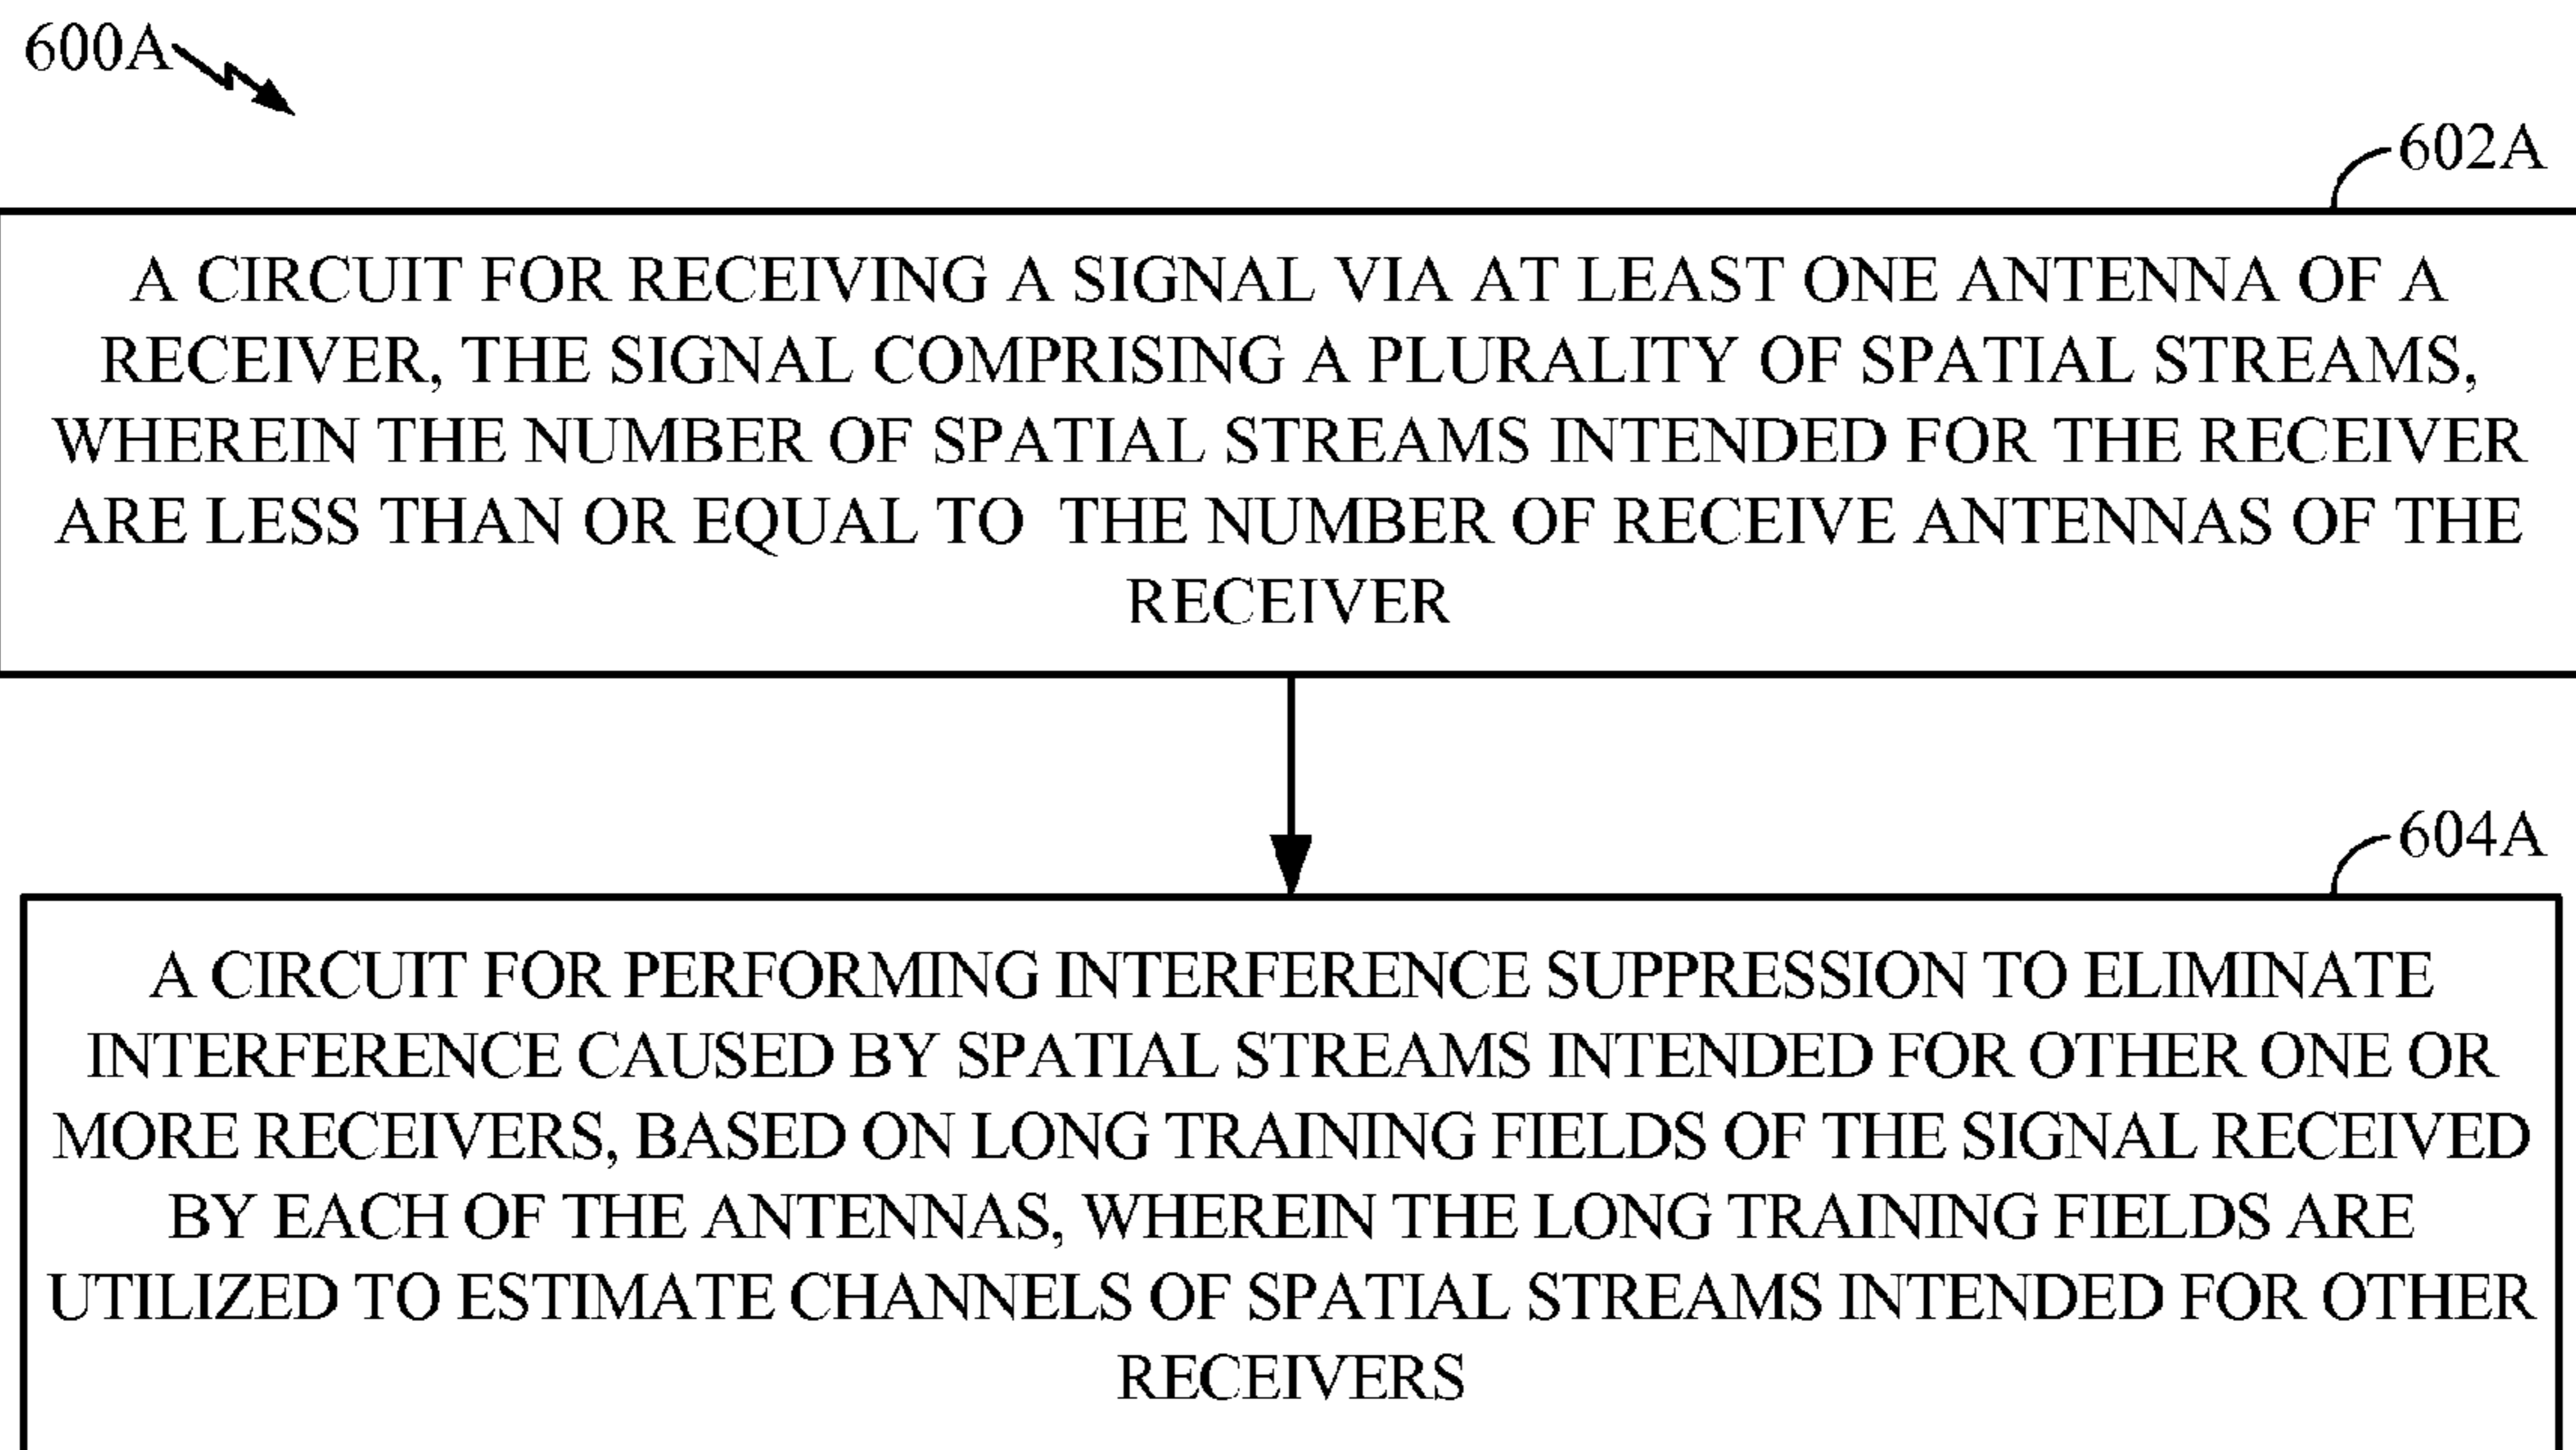 600A
602A
A CIRCUIT FOR RECEIVING A SIGNAL VIA AT LEAST ONE ANTENNA OF A
RECEIVER, THE SIGNAL COMPRISING A PLURALITY OF SPATIAL STREAMS,
WHEREIN THE NUMBER OF SPATIAL STREAMS INTENDED FOR THE RECEIVER
ARE LESS THAN OR EQUAL TO THE NUMBER OF RECEIVE ANTENNAS OF THE
RECEIVER
604A
A CIRCUIT FOR PERFORMING INTERFERENCE SUPPRESSION TO ELIMINATE
INTERFERENCE CAUSED BY SPATIAL STREAMS INTENDED FOR OTHER ONE OR
MORE RECEIVERS, BASED ON LONG TRAINING FIELDS OF THE SIGNAL RECEIVED
BY EACH OF THE ANTENNAS, WHEREIN THE LONG TRAINING FIELDS ARE
UTILIZED TO ESTIMATE CHANNELS OF SPATIAL STREAMS INTENDED FOR OTHER
RECEIVERS